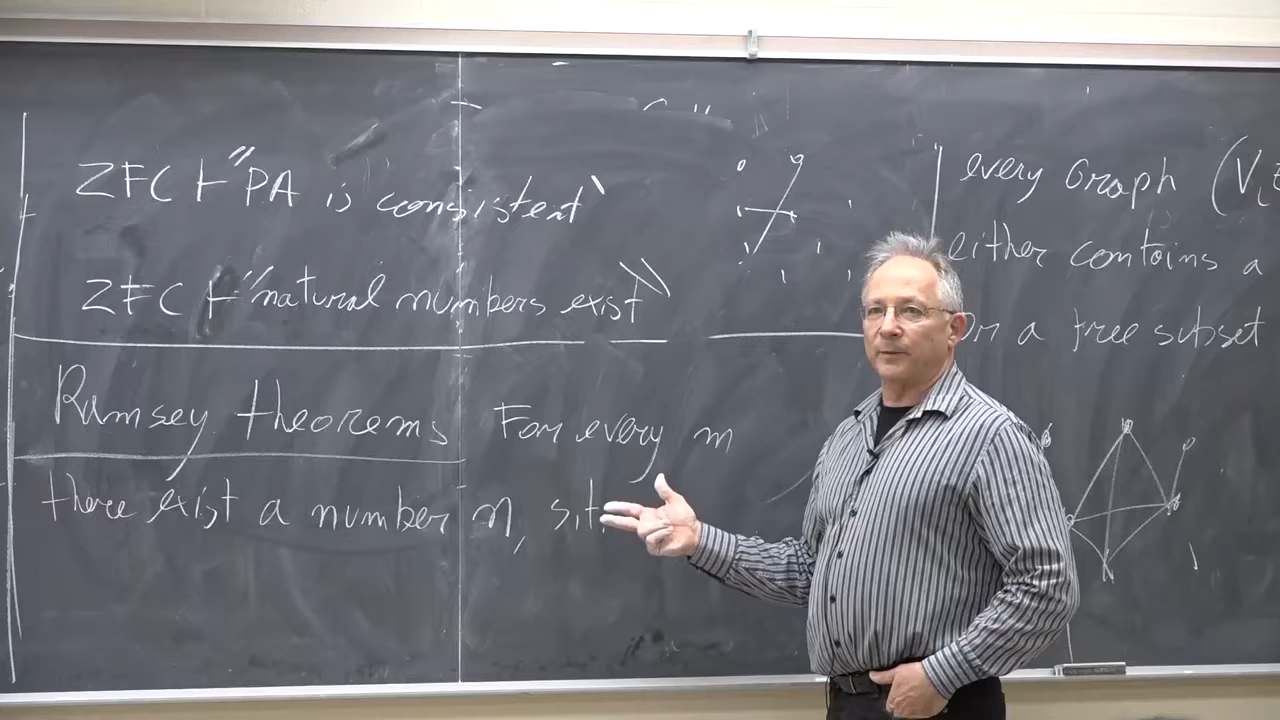 ZFC ⊢ "PA is consistent"
ZFC ⊢ "natural numbers exist"
Ramsey theorems For every m
there exist a number n, s.t.
every Graph (V,
either contains a
or a free subset